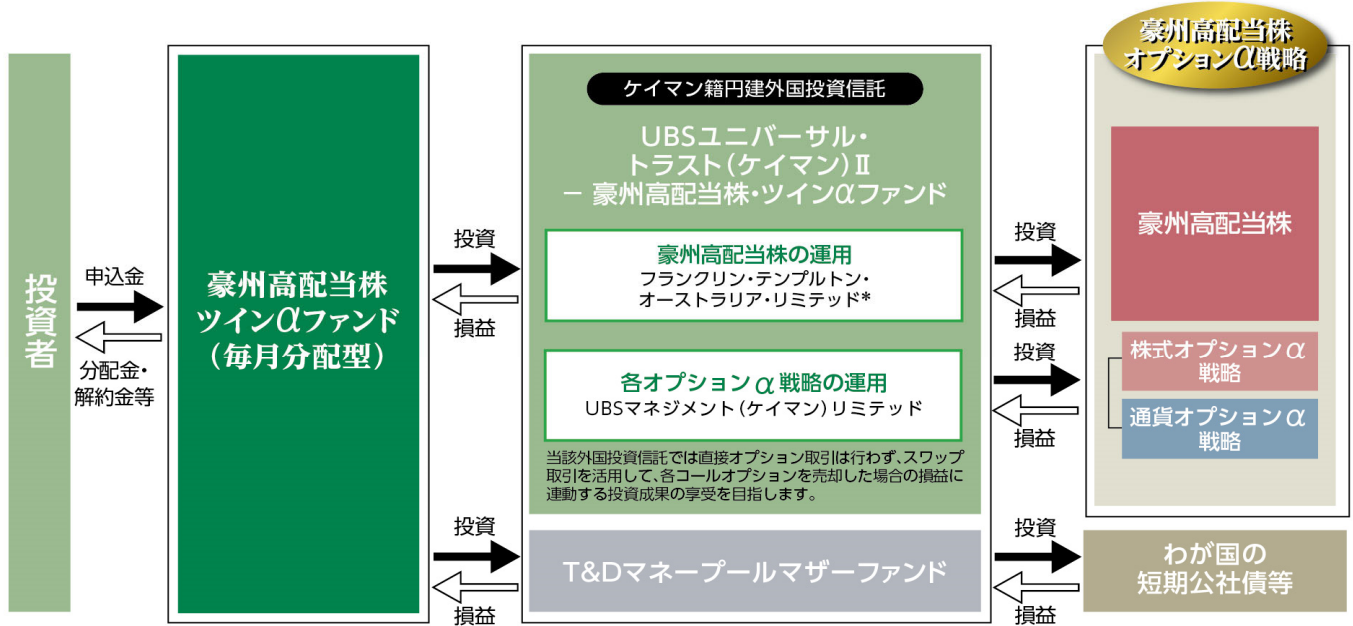 投資者
申込金
分配金・
解約金等
豪州高配当株
ツインαファンド
(毎月分配型)
投資
損益
投資
損益
ケイマン籍円建外国投資信託
UBSユニバーサル・
トラスト(ケイマン)Ⅱ
− 豪州高配当株・ツインαファンド
豪州高配当株の運用
フランクリン・テンプルトン・
オーストラリア・リミテッド*
各オプションα戦略の運用
UBSマネジメント(ケイマン)リミテッド
当該外国投資信託では直接オプション取引は行わず、スワップ
取引を活用して、各コールオプションを売却した場合の損益に
連動する投資成果の享受を目指します。
T&Dマネープールマザーファンド
投資
損益
投資
損益
投資
損益
豪州高配当株
オプションα戦略
豪州高配当株
株式オプションα
戦略
通貨オプションα
戦略
わが国の
短期公社債等